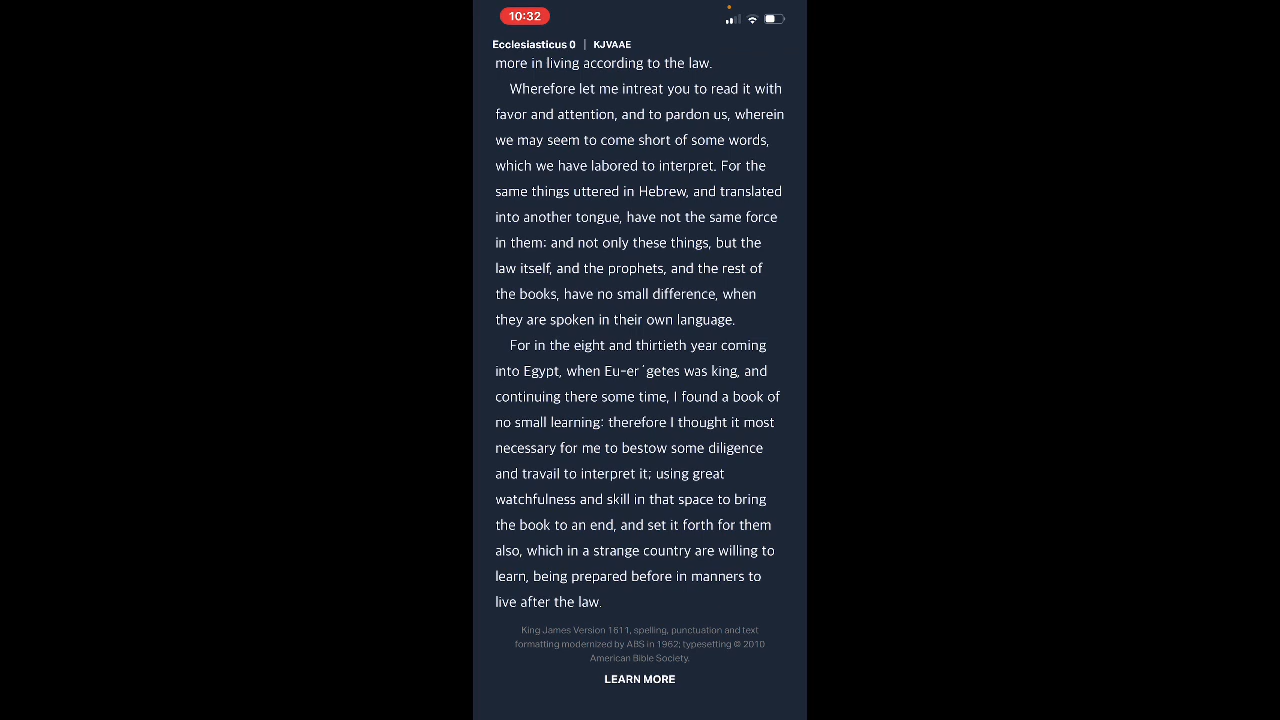 10:32
Ecclesiasticus 0 | KJVAAE
more in living according to the law.
Wherefore let me intreat you to read it with
favor and attention, and to pardon us, wherein
we may seem to come short of some words,
which we have labored to interpret. For the
same things uttered in Hebrew, and translated
into another tongue, have not the same force
in them: and not only these things, but the
law itself, and the prophets, and the rest of
the books, have no small difference, when
they are spoken in their own language.
For in the eight and thirtieth year coming
into Egypt, when Eu-er´getes was king, and
continuing there some time, I found a book of
no small learning: therefore I thought it most
necessary for me to bestow some diligence
and travail to interpret it; using great
watchfulness and skill in that space to bring
the book to an end, and set it forth for them
also, which in a strange country are willing to
learn, being prepared before in manners to
live after the law.
King James Version 1611, spelling, punctuation and text
formatting modernized by ABS in 1962; typesetting © 2010
American Bible Society.
LEARN MORE